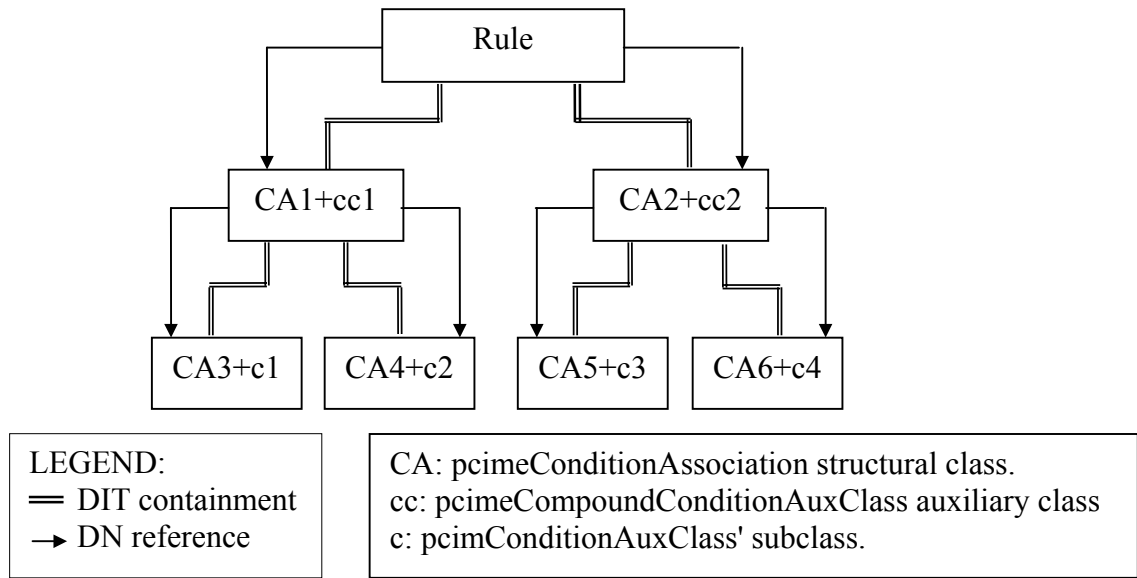 Rule
CA1+cc1
CA2+cc2
CA3+c1
CA4+c2
CA5+c3
CA6+c4
LEGEND:
DIT containment
DN reference
CA: pcimeConditionAssociation structural class.
cc: pcimeCompoundConditionAuxClass auxiliary class
c: pcimConditionAuxClass' subclass.